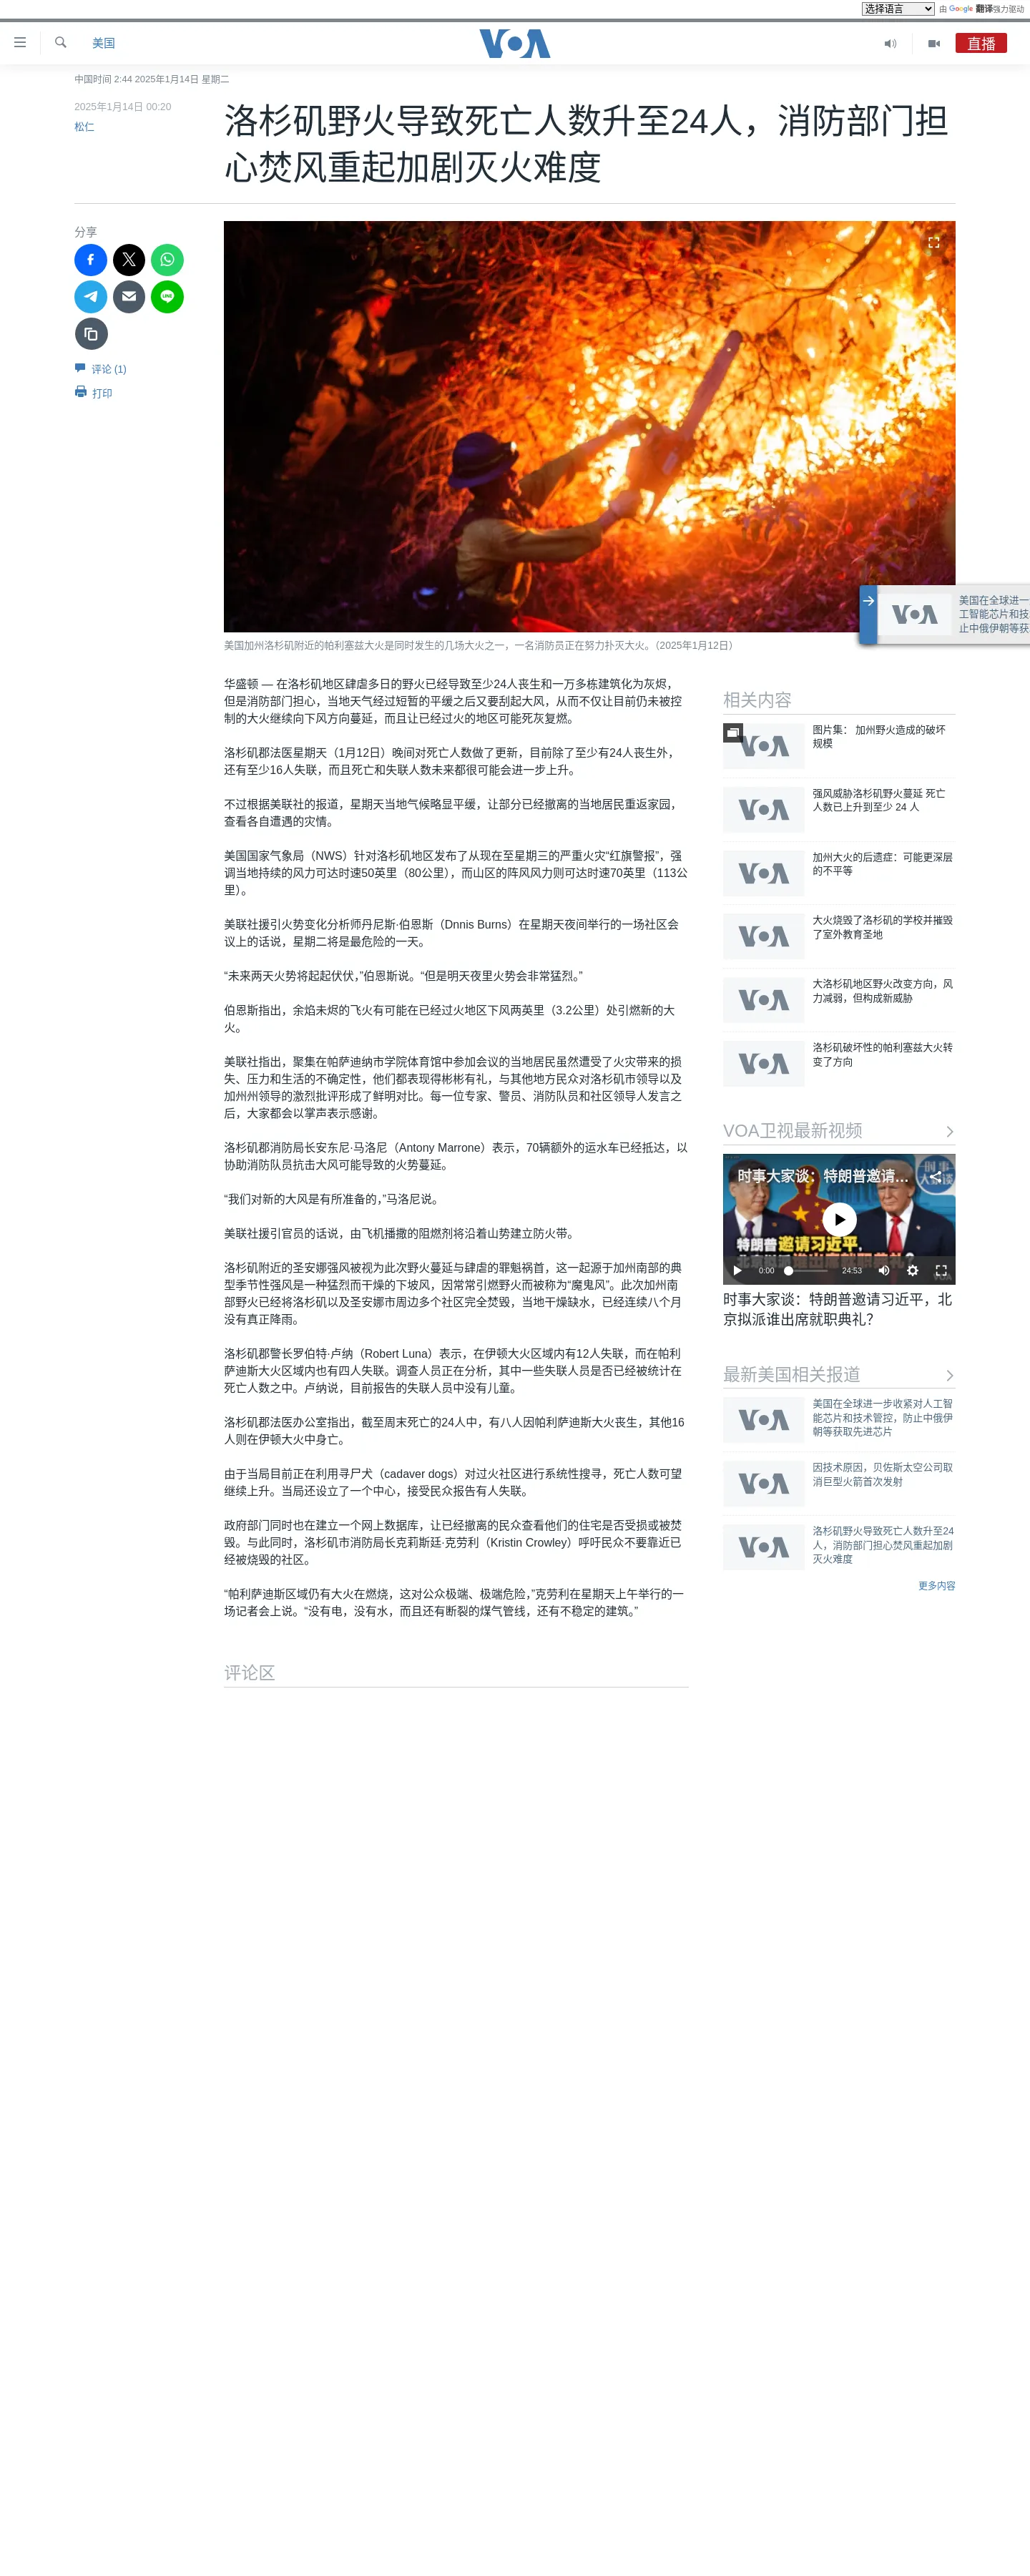 选择语言 由 Google 翻译强力驱动
美国
VOA
直播
中国时间 2:44 2025年1月14日 星期二
2025年1月14日 00:20
松仁
洛杉矶野火导致死亡人数升至24人，消防部门担
心焚风重起加剧灭火难度
分享
LINE
评论 (1)
打印
美国加州洛杉矶附近的帕利塞兹大火是同时发生的几场大火之一，一名消防员正在努力扑灭大火。（2025年1月12日）
VOA
美国在全球进一
工智能芯片和技
止中俄伊朝等获
华盛顿 — 在洛杉矶地区肆虐多日的野火已经导致至少24人丧生和一万多栋建筑化为灰烬，
但是消防部门担心，当地天气经过短暂的平缓之后又要刮起大风，从而不仅让目前仍未被控
制的大火继续向下风方向蔓延，而且让已经过火的地区可能死灰复燃。
洛杉矶郡法医星期天（1月12日）晚间对死亡人数做了更新，目前除了至少有24人丧生外，
还有至少16人失联，而且死亡和失联人数未来都很可能会进一步上升。
不过根据美联社的报道，星期天当地气候略显平缓，让部分已经撤离的当地居民重返家园，
查看各自遭遇的灾情。
美国国家气象局（NWS）针对洛杉矶地区发布了从现在至星期三的严重火灾“红旗警报”，强
调当地持续的风力可达时速50英里（80公里），而山区的阵风风力则可达时速70英里（113公
里）。
美联社援引火势变化分析师丹尼斯·伯恩斯（Dnnis Burns）在星期天夜间举行的一场社区会
议上的话说，星期二将是最危险的一天。
“未来两天火势将起起伏伏，”伯恩斯说。“但是明天夜里火势会非常猛烈。”
伯恩斯指出，余焰未烬的飞火有可能在已经过火地区下风两英里（3.2公里）处引燃新的大
火。
美联社指出，聚集在帕萨迪纳市学院体育馆中参加会议的当地居民虽然遭受了火灾带来的损
失、压力和生活的不确定性，他们都表现得彬彬有礼，与其他地方民众对洛杉矶市领导以及
加州州领导的激烈批评形成了鲜明对比。每一位专家、警员、消防队员和社区领导人发言之
后，大家都会以掌声表示感谢。
洛杉矶郡消防局长安东尼·马洛尼（Antony Marrone）表示，70辆额外的运水车已经抵达，以
协助消防队员抗击大风可能导致的火势蔓延。
“我们对新的大风是有所准备的，”马洛尼说。
美联社援引官员的话说，由飞机播撒的阻燃剂将沿着山势建立防火带。
洛杉矶附近的圣安娜强风被视为此次野火蔓延与肆虐的罪魁祸首，这一起源于加州南部的典
型季节性强风是一种猛烈而干燥的下坡风，因常常引燃野火而被称为“魔鬼风”。此次加州南
部野火已经将洛杉矶以及圣安娜市周边多个社区完全焚毁，当地干燥缺水，已经连续八个月
没有真正降雨。
洛杉矶郡警长罗伯特·卢纳（Robert Luna）表示，在伊顿大火区域内有12人失联，而在帕利
萨迪斯大火区域内也有四人失联。调查人员正在分析，其中一些失联人员是否已经被统计在
死亡人数之中。卢纳说，目前报告的失联人员中没有儿童。
洛杉矶郡法医办公室指出，截至周末死亡的24人中，有八人因帕利萨迪斯大火丧生，其他16
人则在伊顿大火中身亡。
由于当局目前正在利用寻尸犬（cadaver dogs）对过火社区进行系统性搜寻，死亡人数可望
继续上升。当局还设立了一个中心，接受民众报告有人失联。
政府部门同时也在建立一个网上数据库，让已经撤离的民众查看他们的住宅是否受损或被焚
毁。与此同时，洛杉矶市消防局长克莉斯廷·克劳利（Kristin Crowley）呼吁民众不要靠近已
经被烧毁的社区。
“帕利萨迪斯区域仍有大火在燃烧，这对公众极端、极端危险，”克劳利在星期天上午举行的一
场记者会上说。“没有电，没有水，而且还有断裂的煤气管线，还有不稳定的建筑。”
评论区
相关内容
VOA
图片集： 加州野火造成的破坏
规模
VOA
强风威胁洛杉矶野火蔓延 死亡
人数已上升到至少 24 人
VOA
加州大火的后遗症：可能更深层
的不平等
VOA
大火烧毁了洛杉矶的学校并摧毁
了室外教育圣地
VOA
大洛杉矶地区野火改变方向，风
力减弱，但构成新威胁
VOA
洛杉矶破坏性的帕利塞兹大火转
变了方向
VOA卫视最新视频
时事大家谈：特朗普邀请...
时事
大家谈
特朗普邀请习近平，
0:00 24:53
时事大家谈：特朗普邀请习近平，北
京拟派谁出席就职典礼？
最新美国相关报道
VOA
美国在全球进一步收紧对人工智
能芯片和技术管控，防止中俄伊
朝等获取先进芯片
VOA
因技术原因，贝佐斯太空公司取
消巨型火箭首次发射
VOA
洛杉矶野火导致死亡人数升至24
人，消防部门担心焚风重起加剧
灭火难度
更多内容